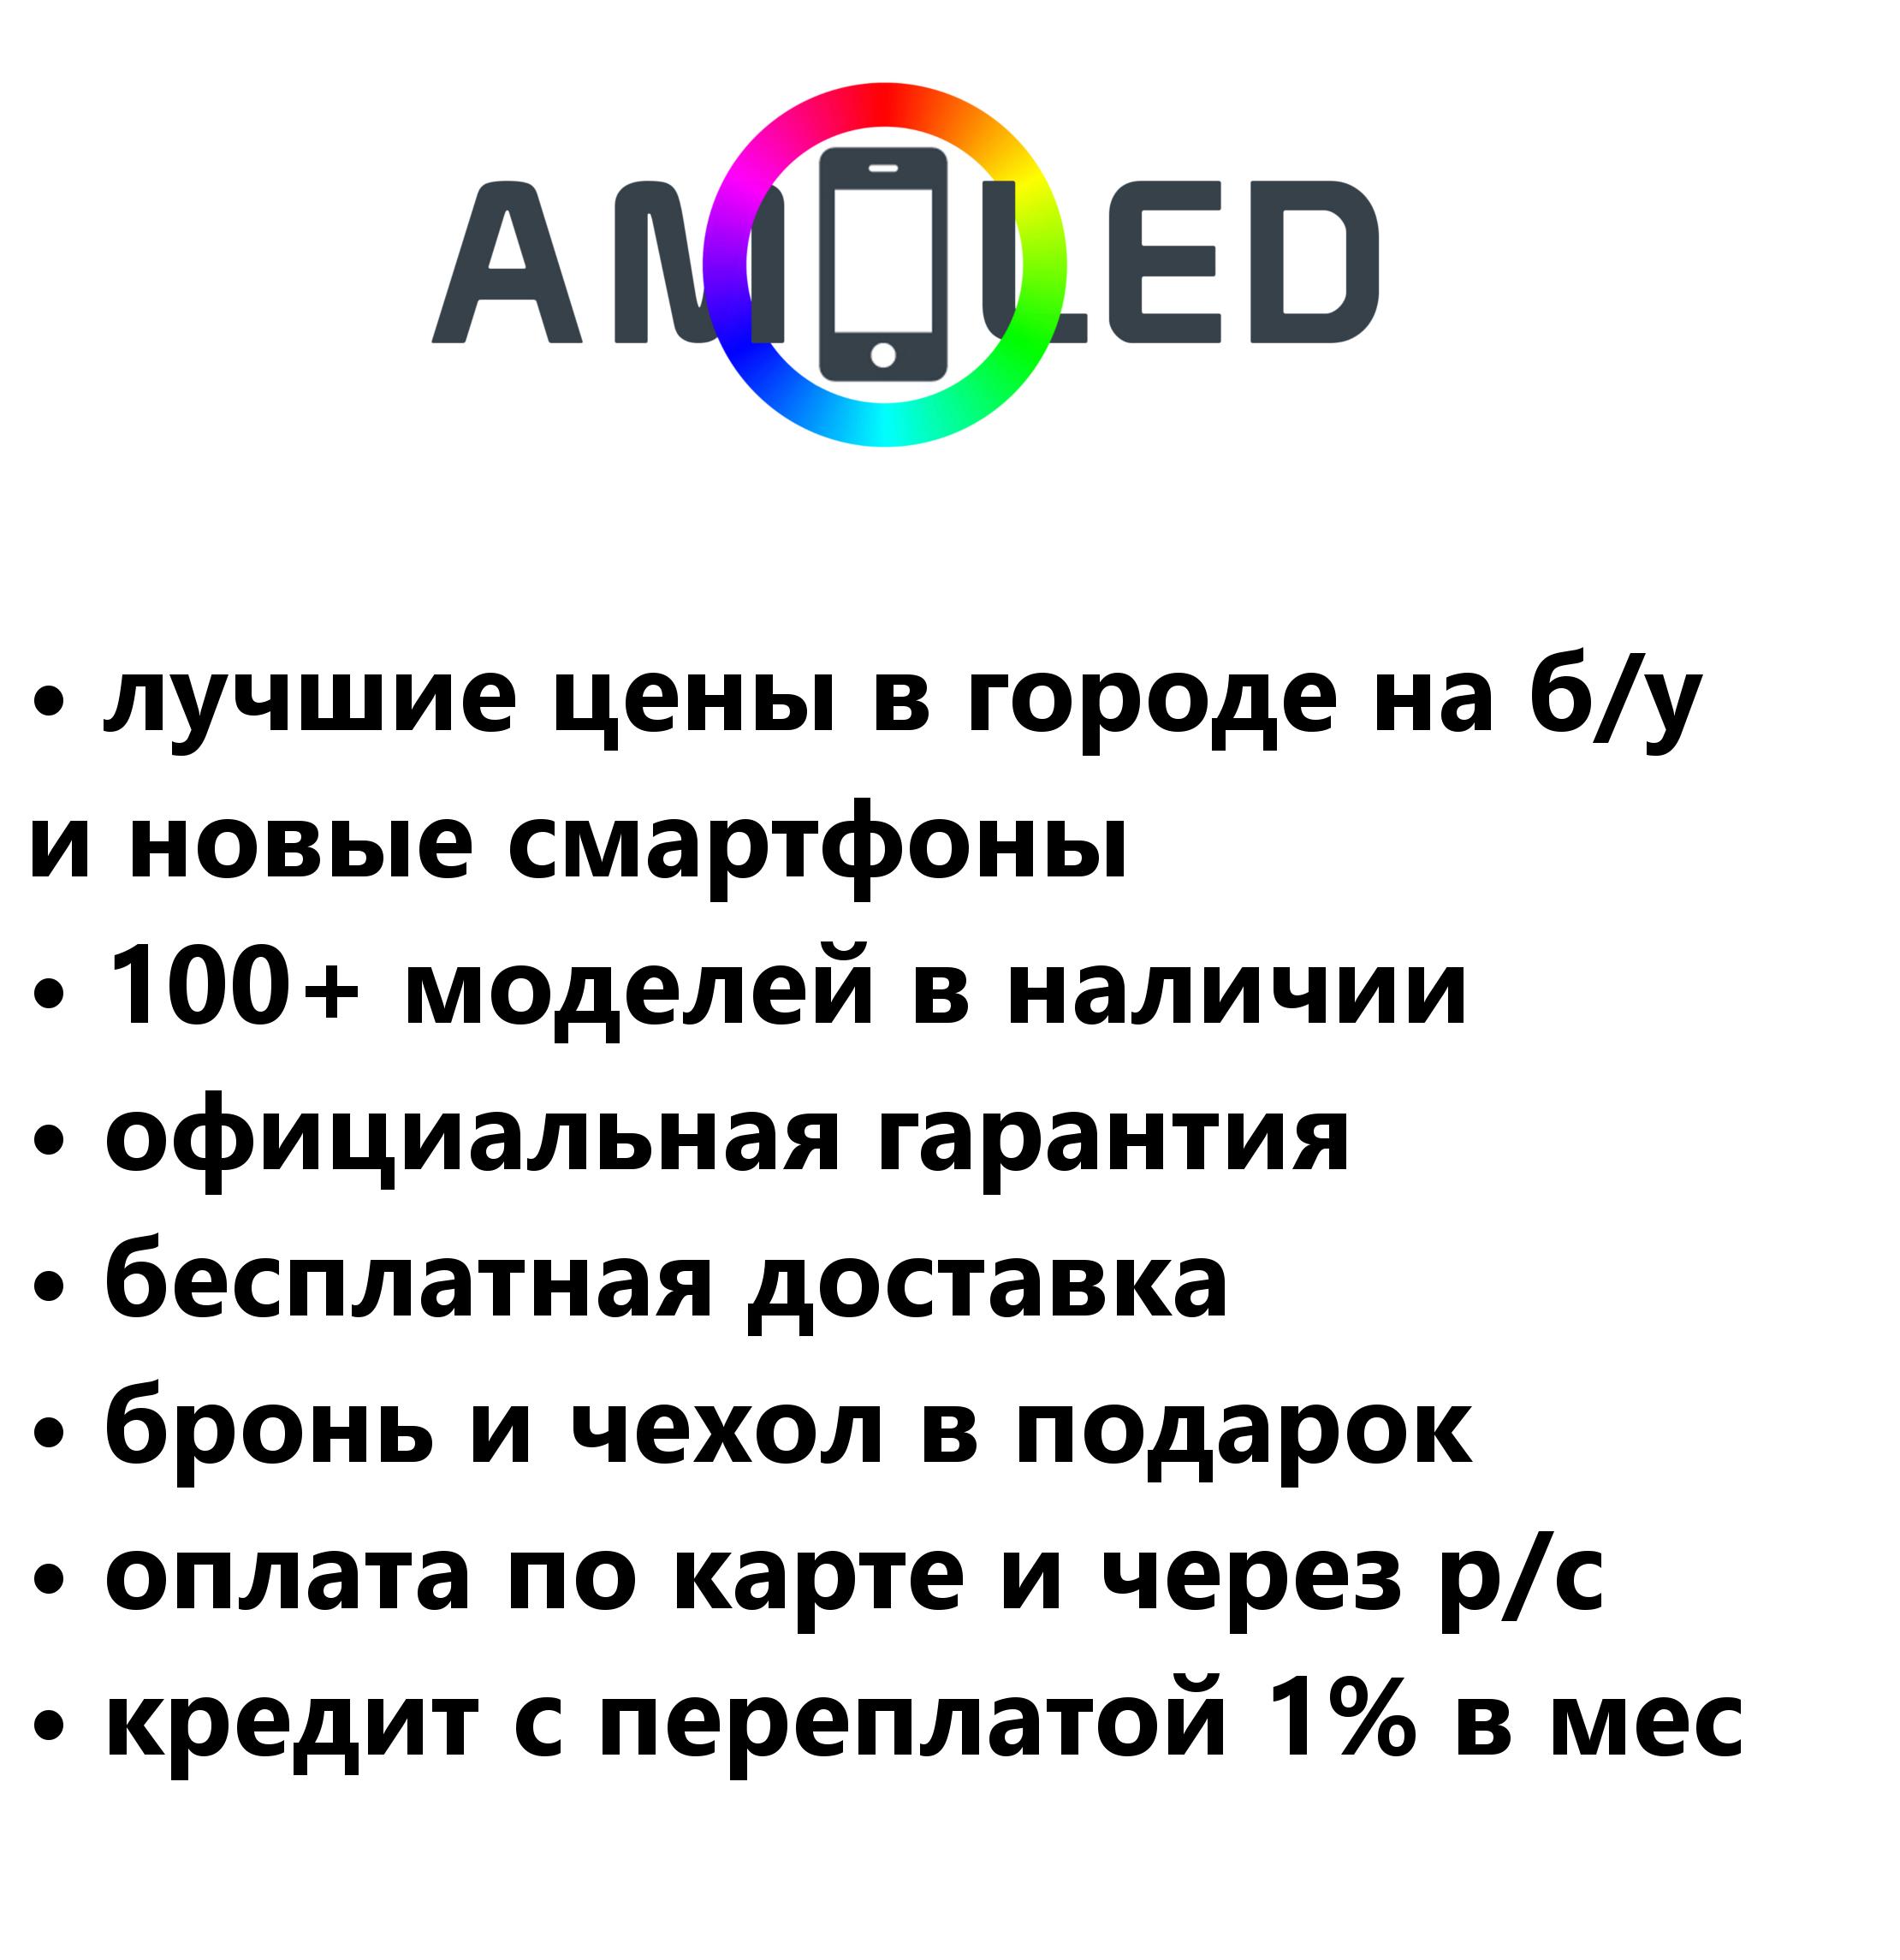 AMOLED
• лучшие цены в городе на б/у
и новые смартфоны
• 100+ моделей в наличии
• официальная гарантия
• бесплатная доставка
• бронь и чехол в подарок
• оплата по карте и через р/с
• кредит с переплатой 1% в мес